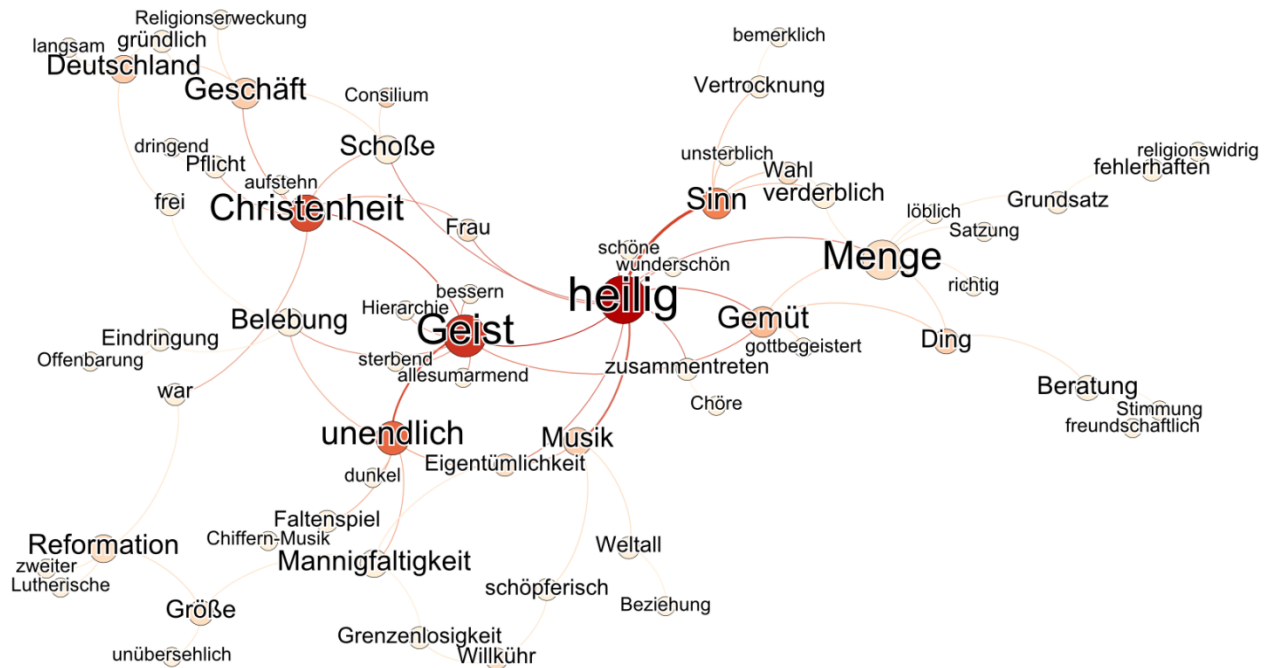 Religionserweckung
bemerklich
langsam
gründlich
Deutschland
Geschäft
Vertrocknung
Consilium
dringend
Schoße
unsterblich
religionswidrig
Pflicht
Wahl
fehlerhaften
aufstehn
Sinn
verderblich
frei
Christenheit
Grundsatz
löblich
Frau
Satzung
schöne
Menge
wunderschön
richtig
heilig
bessern
Hierarchie
Belebung
Geist
Gemüt
Eindringung
Ding
gottbegeistert
Offenbarung
sterbend
zusammentreten
allesumarmend
war
Beratung
Chöre
Stimmung
freundschaftlich
unendlich
Musik
Eigentümlichkeit
dunkel
Faltenspiel
Chiffern-Musik
Reformation
Weltall
Mannigfaltigkeit
zweiter
Lutherische
schöpferisch
Größe
Beziehung
Grenzenlosigkeit
unübersehlich
Willkühr